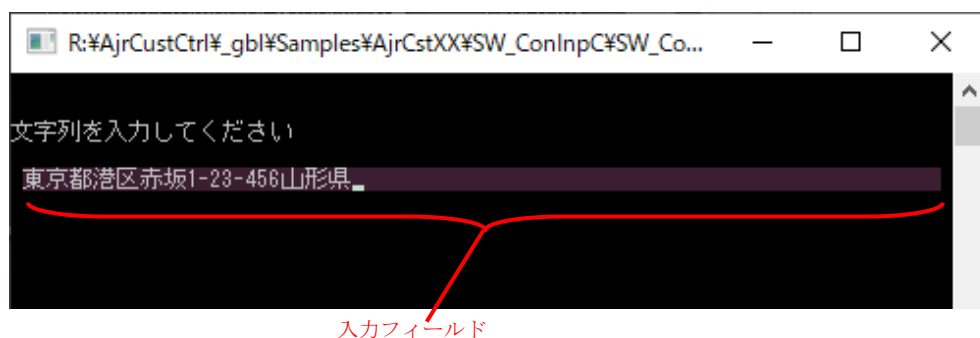 R:¥AjrCustCtrl¥_gbl¥Samples¥AjrCstXX¥SW_ConInpC¥SW_Co...
文字列を入力してください
東京都港区赤坂1-23-456山形県_
入力フィールド